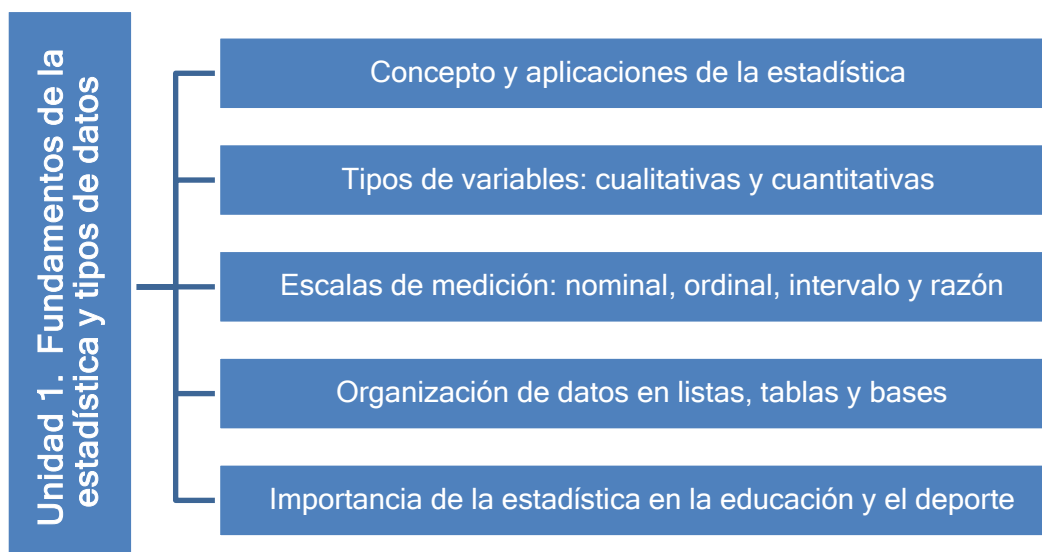 Unidad 1. Fundamentos de la
estadística y tipos de datos
Concepto y aplicaciones de la estadística
Tipos de variables: cualitativas y cuantitativas
Escalas de medición: nominal, ordinal, intervalo y razón
Organización de datos en listas, tablas y bases
Importancia de la estadística en la educación y el deporte